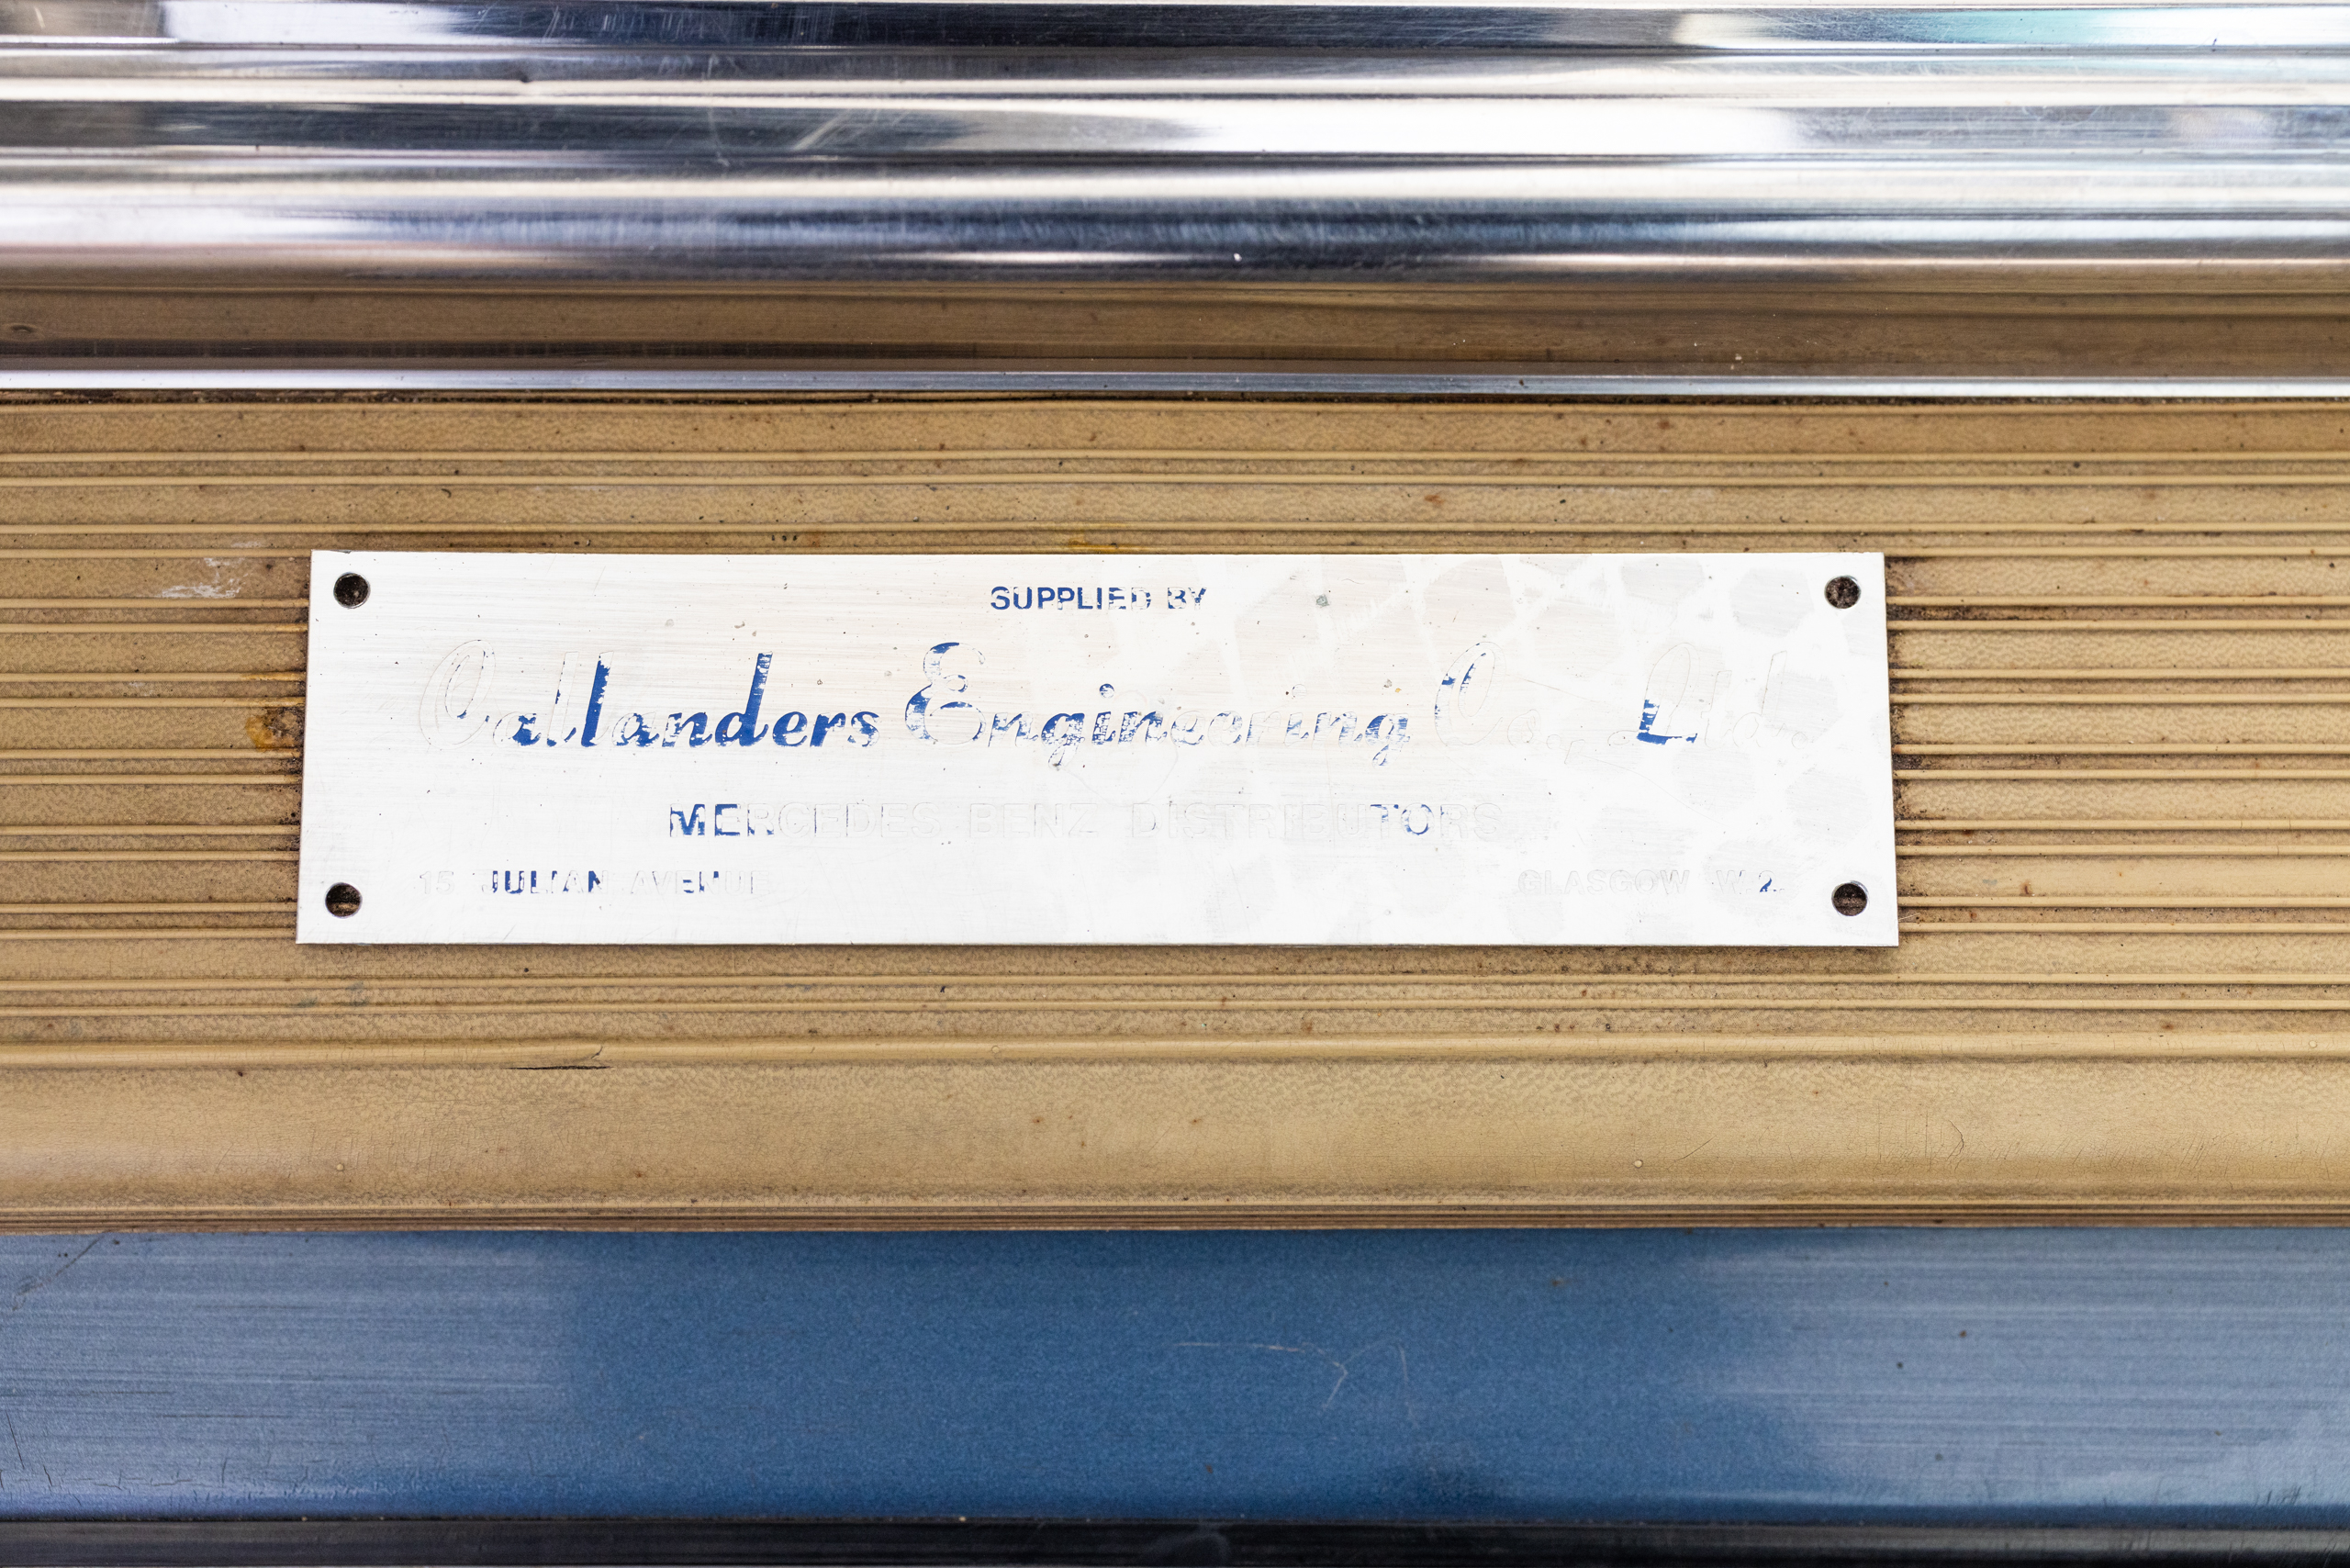 SUPPLIED BY
Callanders Engineering Co., Ltd.
MERCEDES BENZ DISTRIBUTORS
15 JULIAN AVENUE GLASGOW W.2.